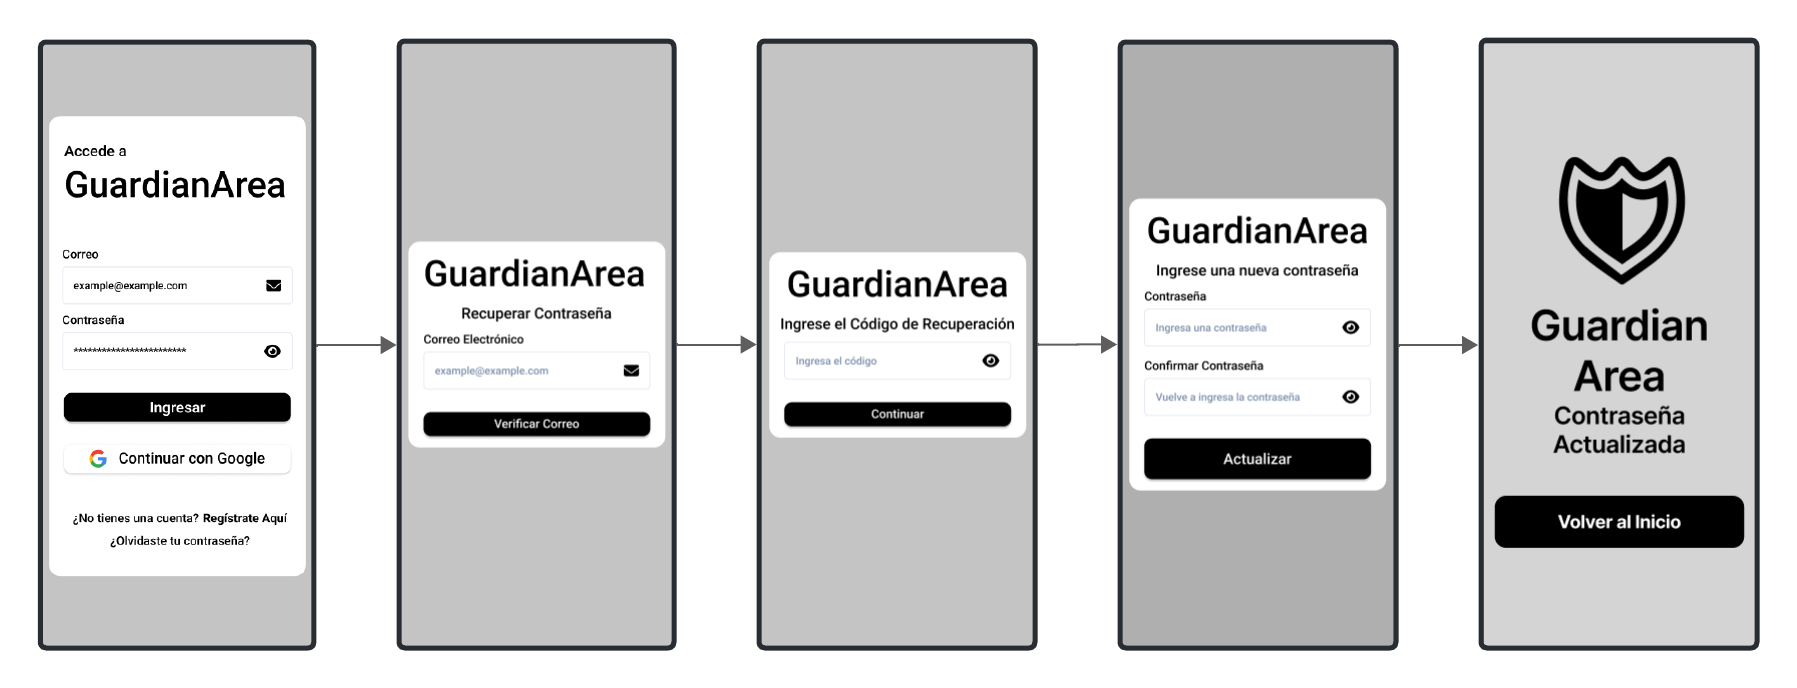 Accede a
GuardianArea
Correo
example@example.com
Contraseña
************************
Ingresar
Continuar con Google
¿No tienes una cuenta? Regístrate Aquí
¿Olvidaste tu contraseña?
GuardianArea
Recuperar Contraseña
Correo Electrónico
example@example.com
Verificar Correo
GuardianArea
Ingrese el Código de Recuperación
Ingresa el código
Continuar
GuardianArea
Ingrese una nueva contraseña
Contraseña
Ingresa una contraseña
Confirmar Contraseña
Vuelve a ingresa la contraseña
Actualizar
Guardian
Area
Contraseña
Actualizada
Volver al Inicio